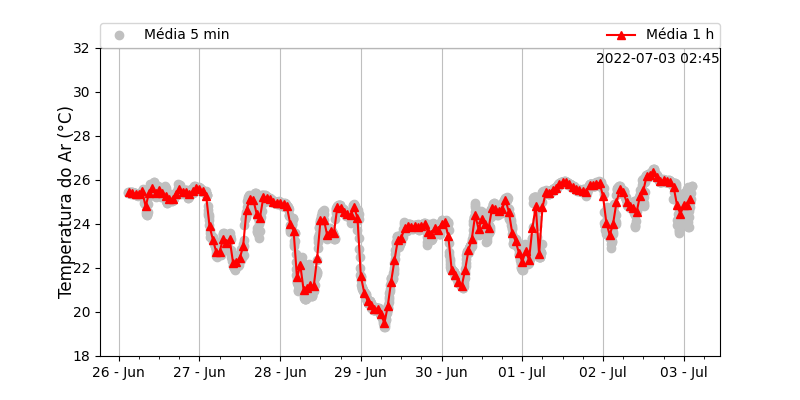 Média 5 min
Média 1 h
2022-07-03 02:45
Temperatura do Ar (°C)
32
30
28
26
24
22
20
18
26 - Jun
27 - Jun
28 - Jun
29 - Jun
30 - Jun
01 - Jul
02 - Jul
03 - Jul